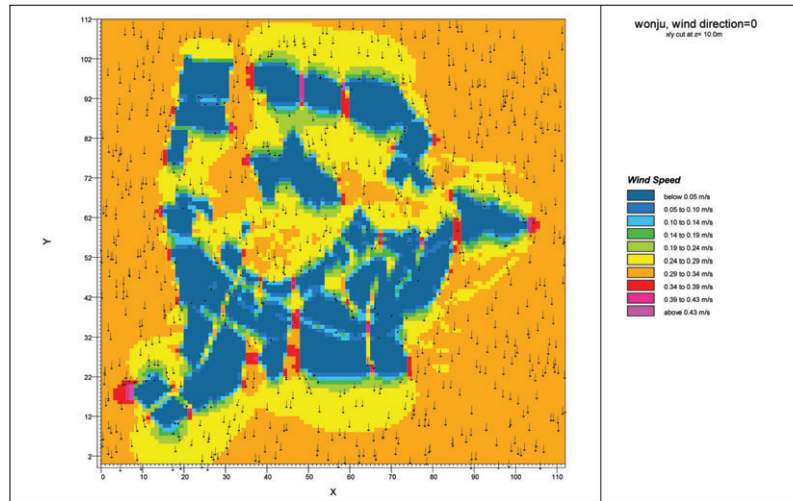 wonju, wind direction=0
x/y cut at z= 10.0m
112
102
92
82
72
62
52
42
32
22
12
2
Y
0 10 20 30 40 50 60 70 80 90 100 110
X
Wind Speed
below 0.05 m/s
0.05 to 0.10 m/s
0.10 to 0.14 m/s
0.14 to 0.19 m/s
0.19 to 0.24 m/s
0.24 to 0.29 m/s
0.29 to 0.34 m/s
0.34 to 0.39 m/s
0.39 to 0.43 m/s
above 0.43 m/s